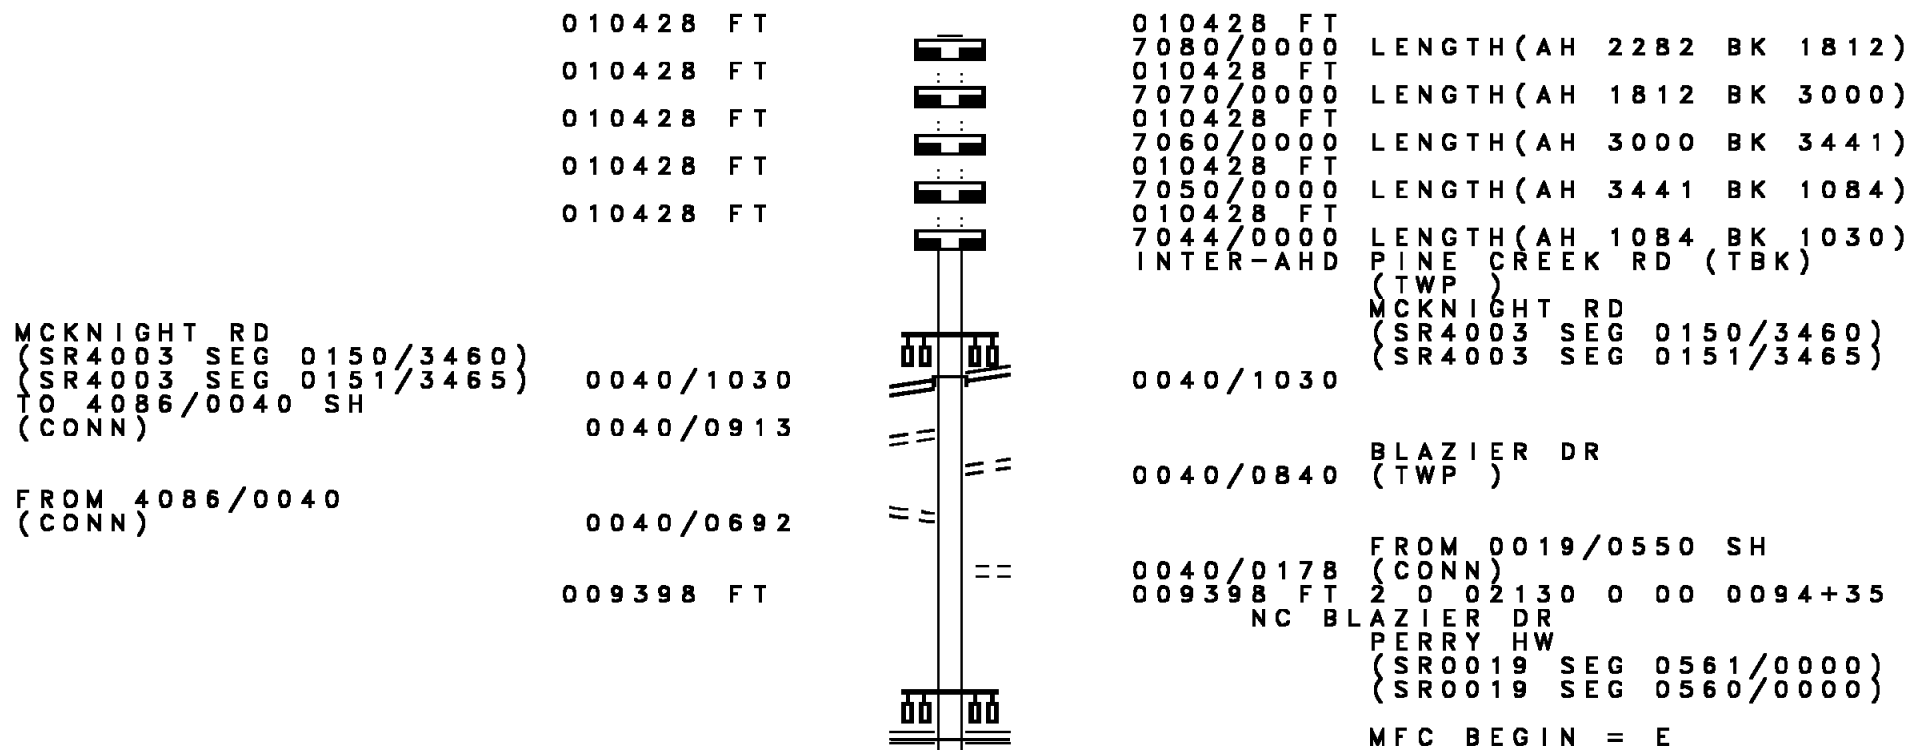 010428 FT 010428 FT
7080/0000 LENGTH(AH 2282 BK 1812)
010428 FT 010428 FT
7070/0000 LENGTH(AH 1812 BK 3000)
010428 FT 010428 FT
7060/0000 LENGTH(AH 3000 BK 3441)
010428 FT 010428 FT
7050/0000 LENGTH(AH 3441 BK 1084)
010428 FT 010428 FT
7044/0000 LENGTH(AH 1084 BK 1030)
INTER-AHD PINE CREEK RD (TBK)
(TWP )
MCKNIGHT RD
MCKNIGHT RD (SR4003 SEG 0150/3460)
(SR4003 SEG 0150/3460) (SR4003 SEG 0151/3465)
(SR4003 SEG 0151/3465) 0040/1030 0040/1030
TO 4086/0040 SH
(CONN) 0040/0913
BLAZIER DR
0040/0840 (TWP )
FROM 4086/0040
(CONN) 0040/0692
FROM 0019/0550 SH
0040/0178 (CONN)
009398 FT 009398 FT 2 0 02130 0 00 0094+35
NC BLAZIER DR
PERRY HW
(SR0019 SEG 0561/0000)
(SR0019 SEG 0560/0000)
MFC BEGIN = E